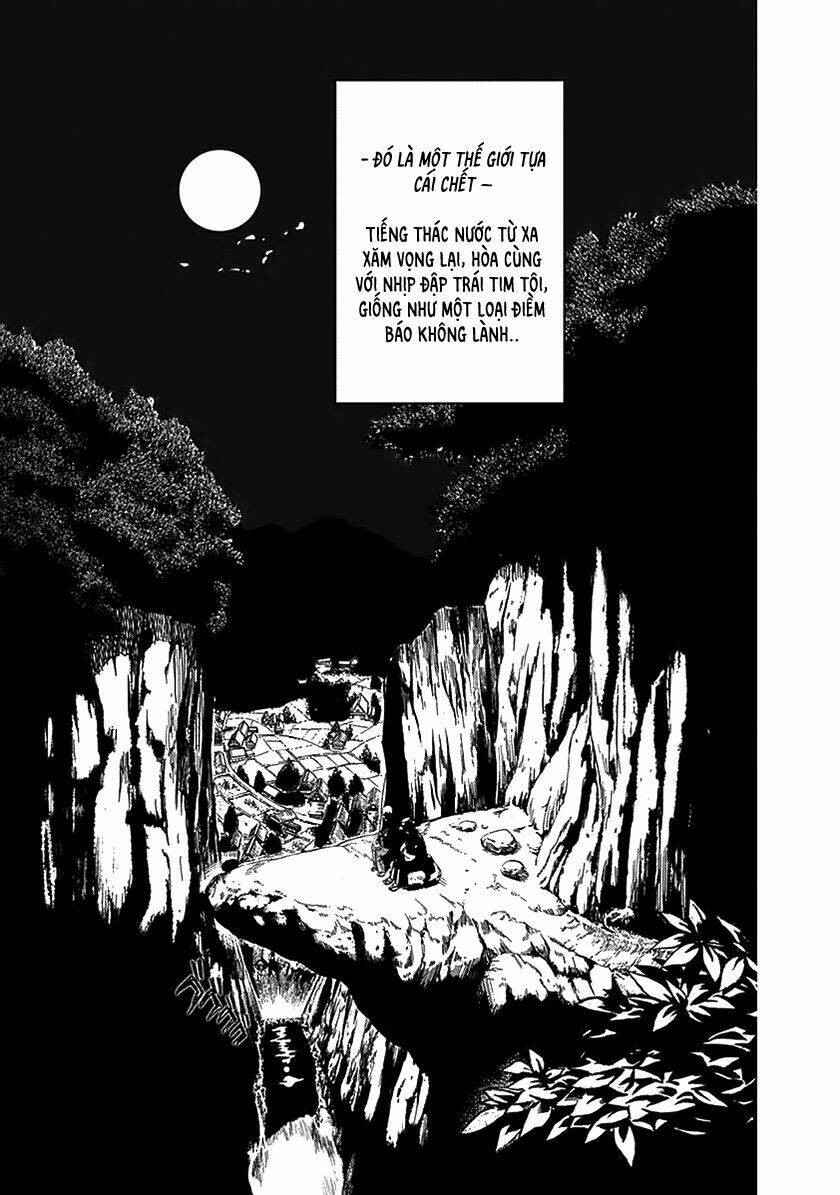 - ĐÓ LÀ MỘT THẾ GIỚI TỰA
CÁI CHẾT –
TIẾNG THÁC NƯỚC TỪ XA
XĂM VỌNG LẠI, HÒA CÙNG
VỚI NHỊP ĐẬP TRÁI TIM TÔI,
GIỐNG NHƯ MỘT LOẠI ĐIỀM
BÁO KHÔNG LÀNH..